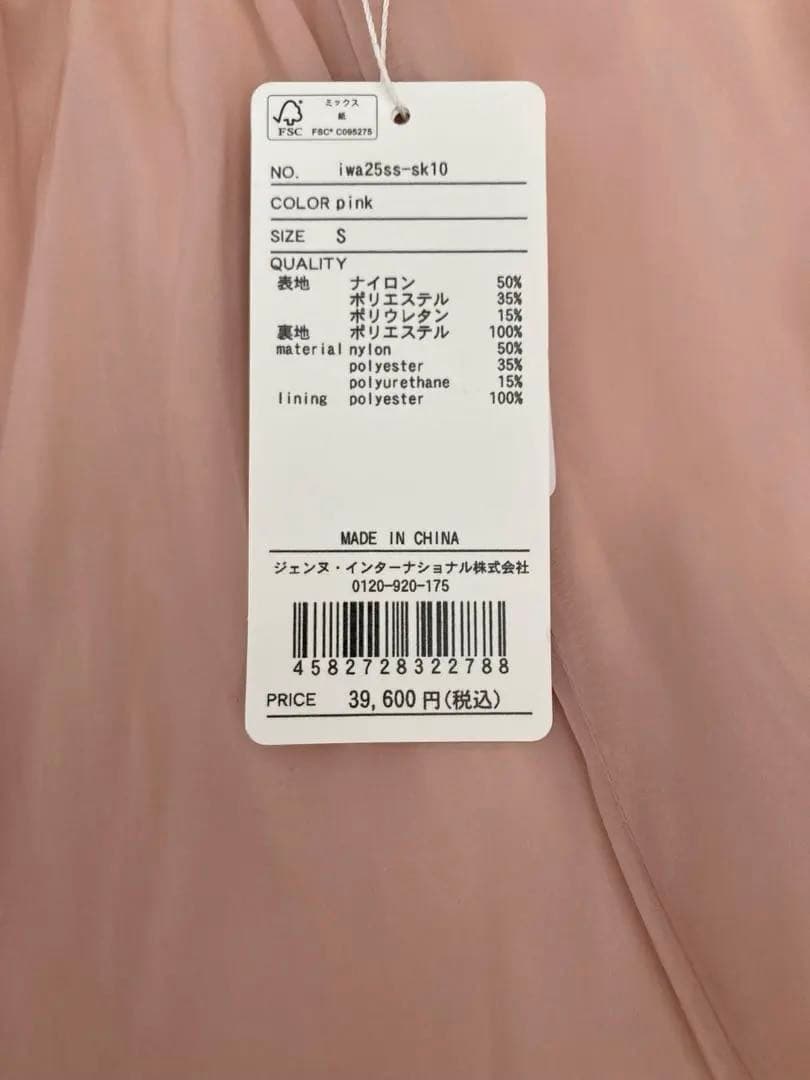 ミックス
紙
FSC
FSC® C095275
NO. iwa25ss-sk10
COLOR pink
SIZE S
QUALITY
表地 ナイロン 50%
ポリエステル 35%
ポリウレタン 15%
裏地 ポリエステル 100%
material nylon 50%
polyester 35%
polyurethane 15%
lining polyester 100%
MADE IN CHINA
ジェンヌ・インターナショナル株式会社
0120-920-175
4582728322788
PRICE 39,600円(税込)